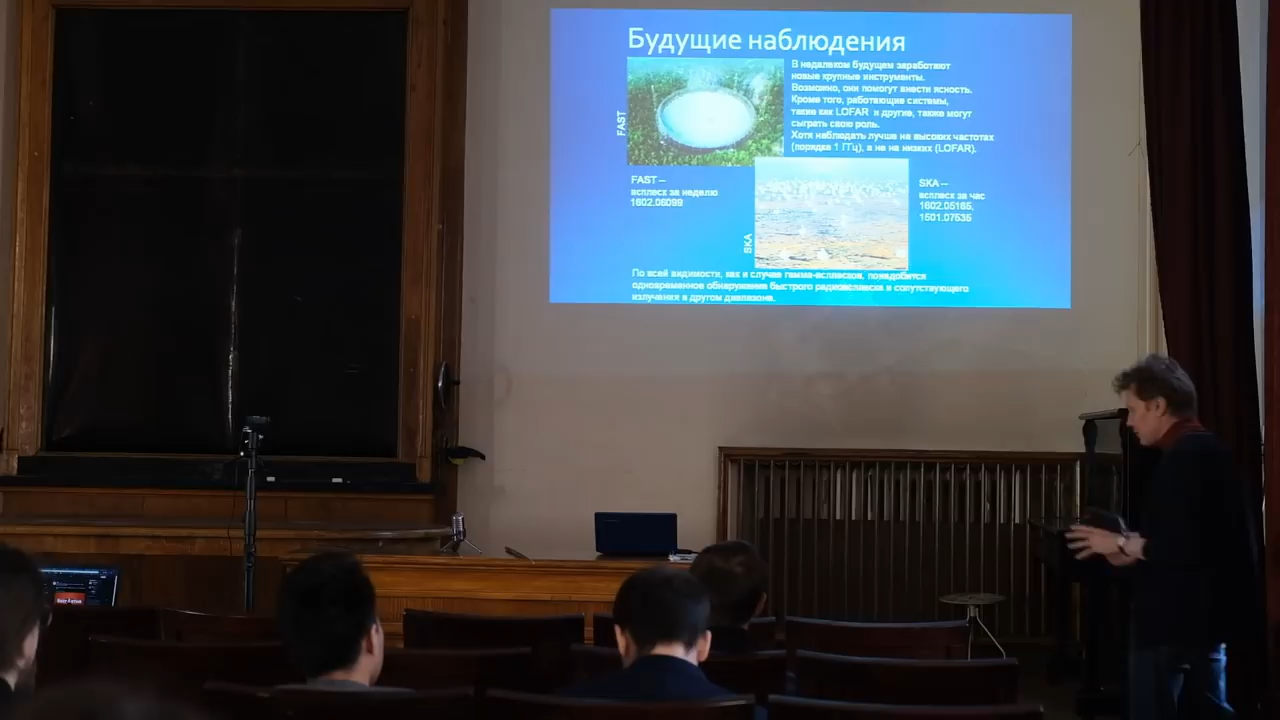 Будущие наблюдения
В недалеком будущем заработают
новые крупные инструменты.
Возможно, они помогут внести ясность.
Кроме того, работающие системы,
такие как LOFAR и другие, также могут
сыграть свою роль.
Хотя наблюдать лучше на высоких частотах
(порядка 1 ГГц), а не на низких (LOFAR).
FAST
FAST –
всплеск за неделю
1602.06099
SKA
SKA –
всплеск за час
1602.05165,
1501.07535
По всей видимости, как и случае гамма-всплесков, понадобится
одновременное обнаружение быстрого радиовсплеска и сопутствующего
излучения в другом диапазоне.